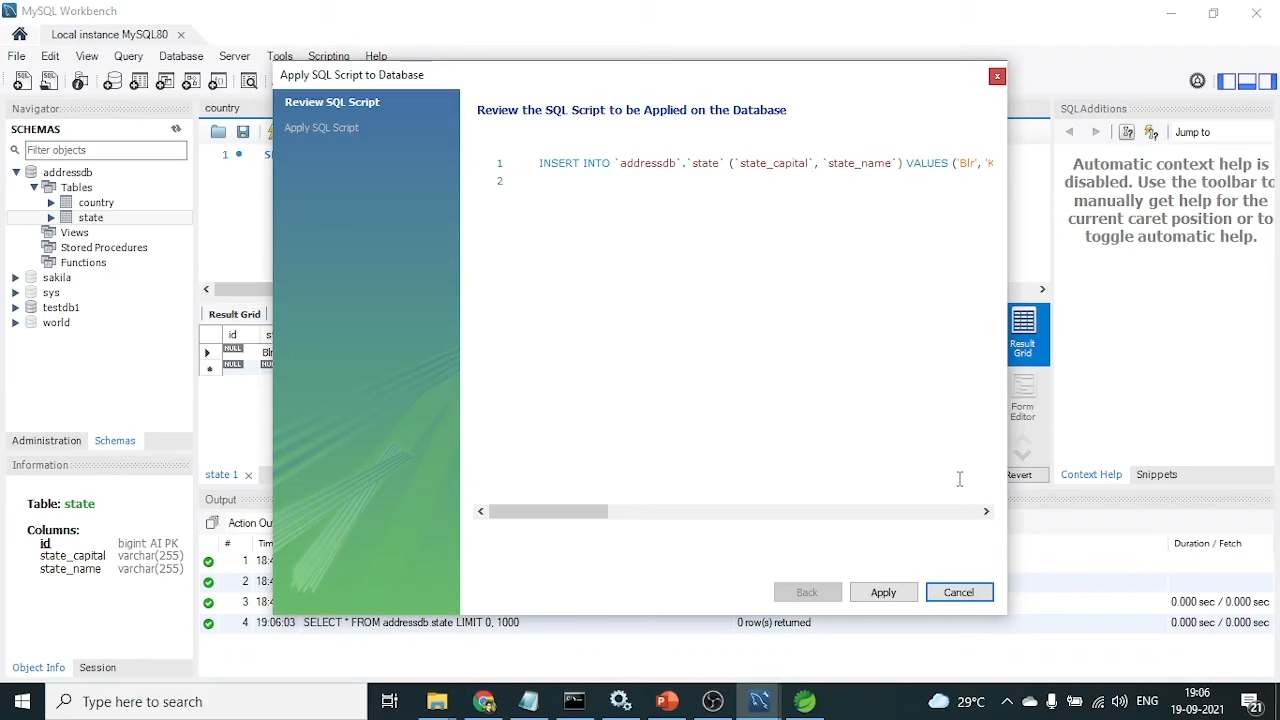 MySQL Workbench
Local instance MySQL80
File Edit View Query Database Server Tools Scripting Help
Apply SQL Script to Database
Review SQL Script
Apply SQL Script
Review the SQL Script to be Applied on the Database
1 INSERT INTO `addressdb`.`state` (`state_capital`, `state_name`) VALUES ('Blr', 'K
2
Back Apply Cancel
Navigator
SCHEMAS
Filter objects
addressdb
Tables
country
state
Views
Stored Procedures
Functions
sakila
sys
testdb1
world
Administration Schemas
Information
Table: state
Columns:
id bigint AI PK
state_capital varchar(255)
state_name varchar(255)
Object Info Session
country
1
Result Grid
id
NULL Blr
NULL
state 1
Output
#
1
2
3
4 19:06:03 SELECT * FROM addressdb.state LIMIT 0, 1000 0 row(s) returned 0.000 sec / 0.000 sec
Duration / Fetch
0.000 sec / 0.000 sec
Result
Grid
Form
Editor
Revert
SQLAdditions
Jump to
Automatic context help is
disabled. Use the toolbar to
manually get help for the
current caret position or to
toggle automatic help.
Context Help Snippets
Type here to search
29°C
ENG
19:06
19-09-2021
21